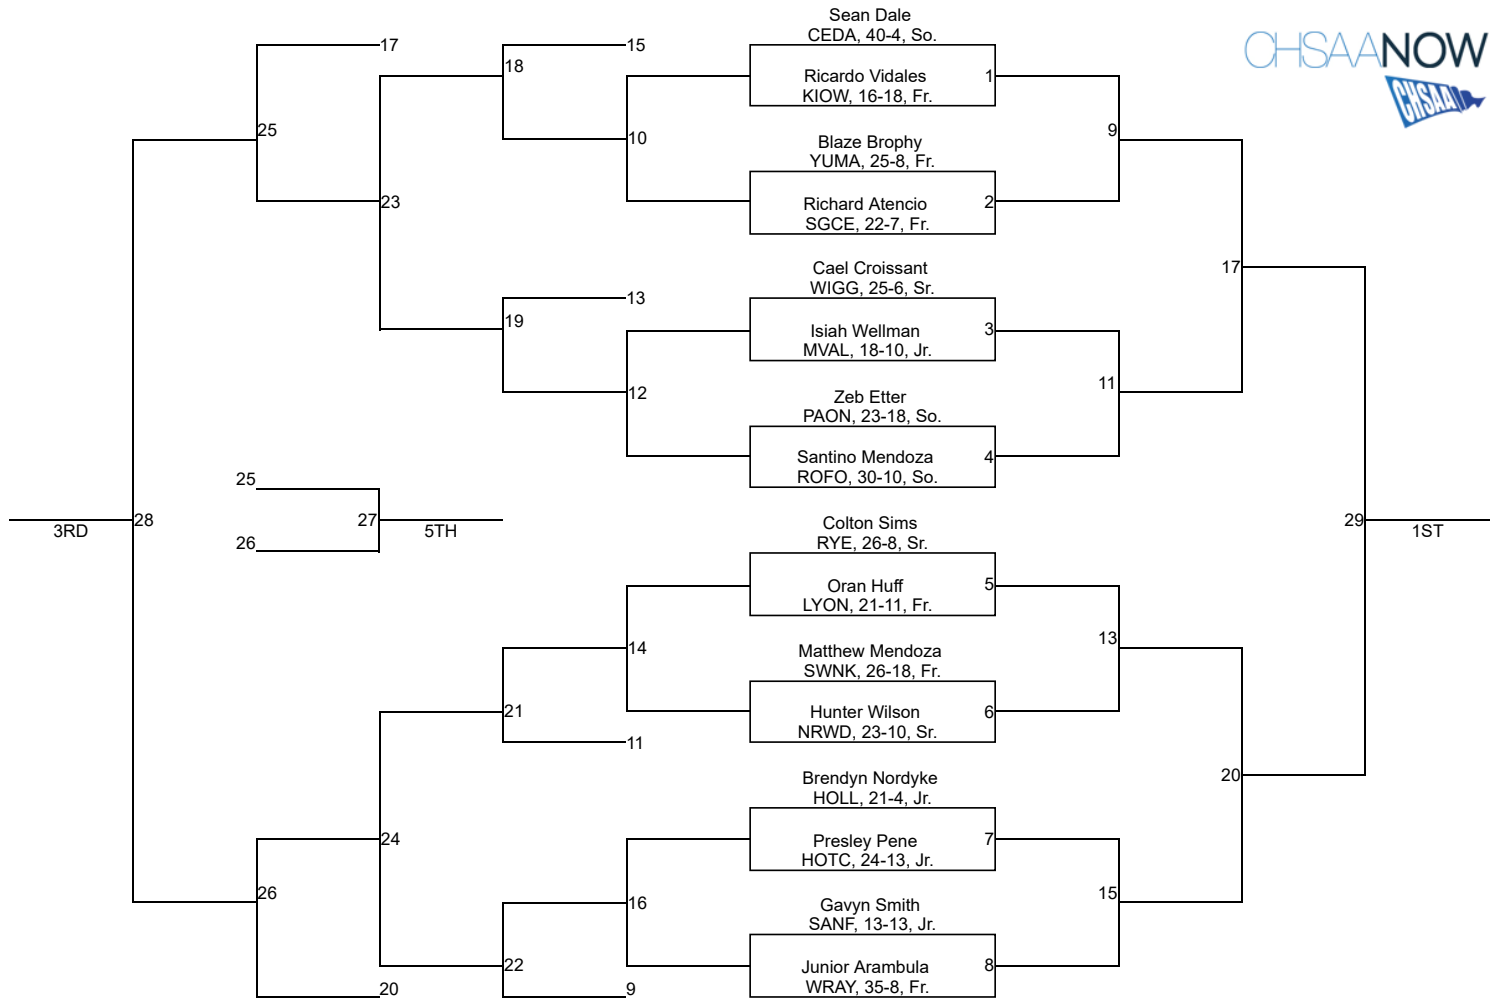 Sean Dale
CEDA, 40-4, So.
CHSAANOW
CHSAA
17
15
18
Ricardo Vidales
1
KIOW, 16-18, Fr.
25
10
Blaze Brophy
9
YUMA, 25-8, Fr.
23
Richard Atencio
2
SGCE, 22-7, Fr.
Cael Croissant
17
WIGG, 25-6, Sr.
13
19
Isiah Wellman
3
MVAL, 18-10, Jr.
12
Zeb Etter
11
PAON, 23-18, So.
Santino Mendoza
4
ROFO, 30-10, So.
25
28
27
Colton Sims
29
3RD
5TH
1ST
26
RYE, 26-8, Sr.
Oran Huff
5
LYON, 21-11, Fr.
14
Matthew Mendoza
13
SWNK, 26-18, Fr.
21
Hunter Wilson
6
NRWD, 23-10, Sr.
11
Brendyn Nordyke
20
HOLL, 21-4, Jr.
24
Presley Pene
7
HOTC, 24-13, Jr.
26
16
Gavyn Smith
15
SANF, 13-13, Jr.
22
Junior Arambula
8
WRAY, 35-8, Fr.
20
9